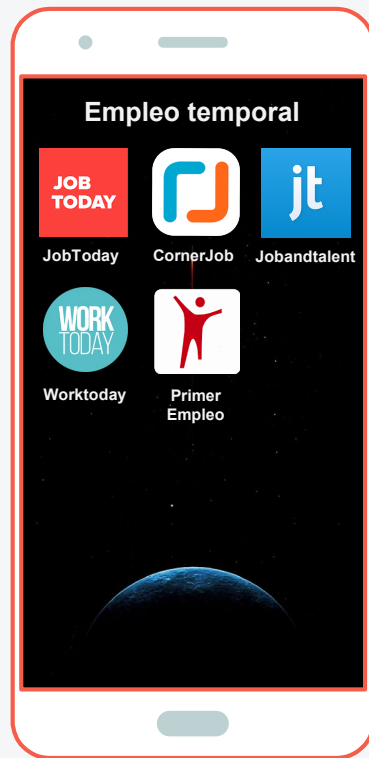 Empleo temporal
JOB
TODAY
jt
JobToday
CornerJob
Jobandtalent
WORK
TODAY
Worktoday
Primer
Empleo